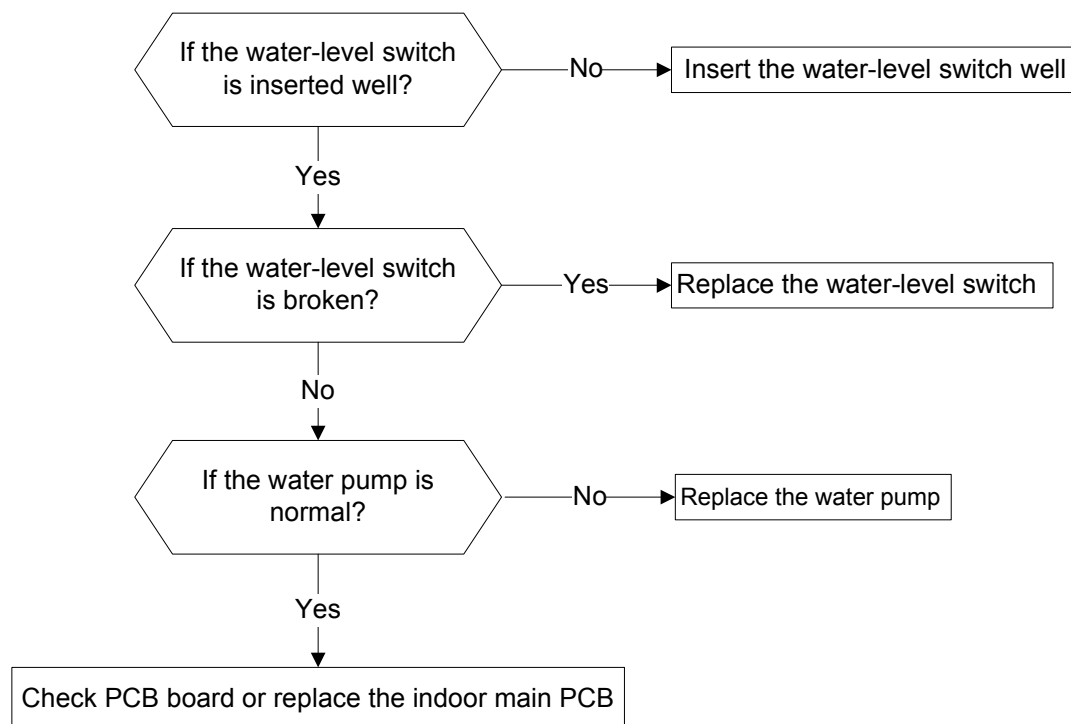 If the water-level switch
is inserted well?
No
Insert the water-level switch well
Yes
If the water-level switch
is broken?
Yes
Replace the water-level switch
No
If the water pump is
normal?
No
Replace the water pump
Yes
Check PCB board or replace the indoor main PCB